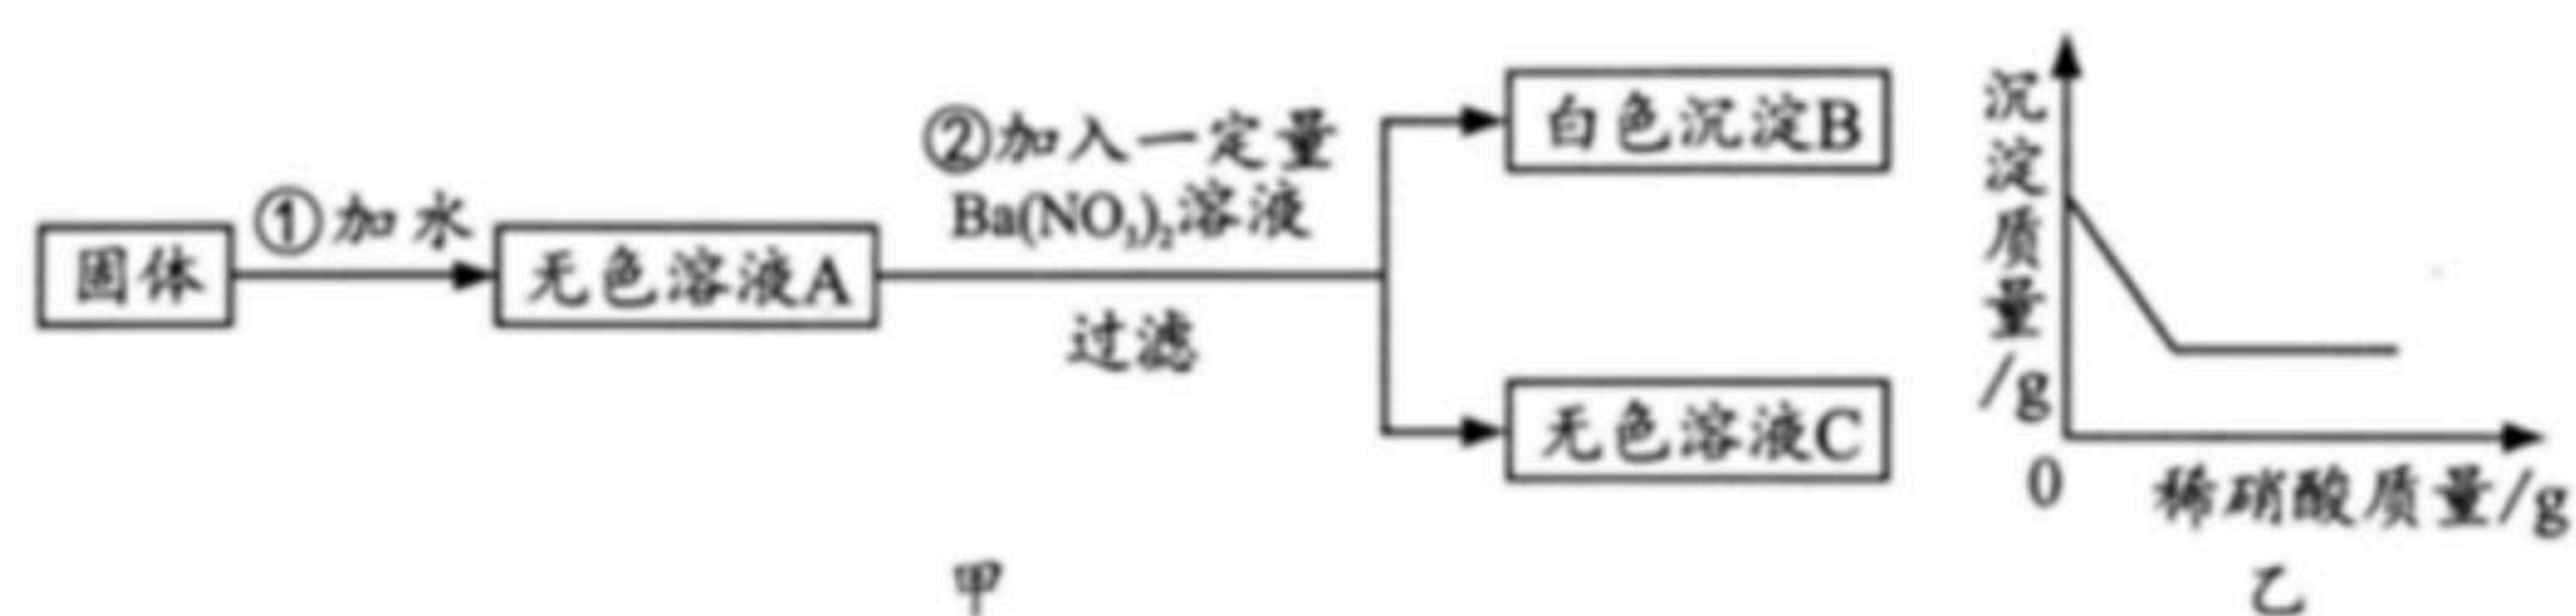 固体
①加水
无色溶液A
②加入一定量
Ba(NO₃)₂溶液
过滤
白色沉淀B
无色溶液C
甲
沉淀质量/g
0
稀硝酸质量/g
乙